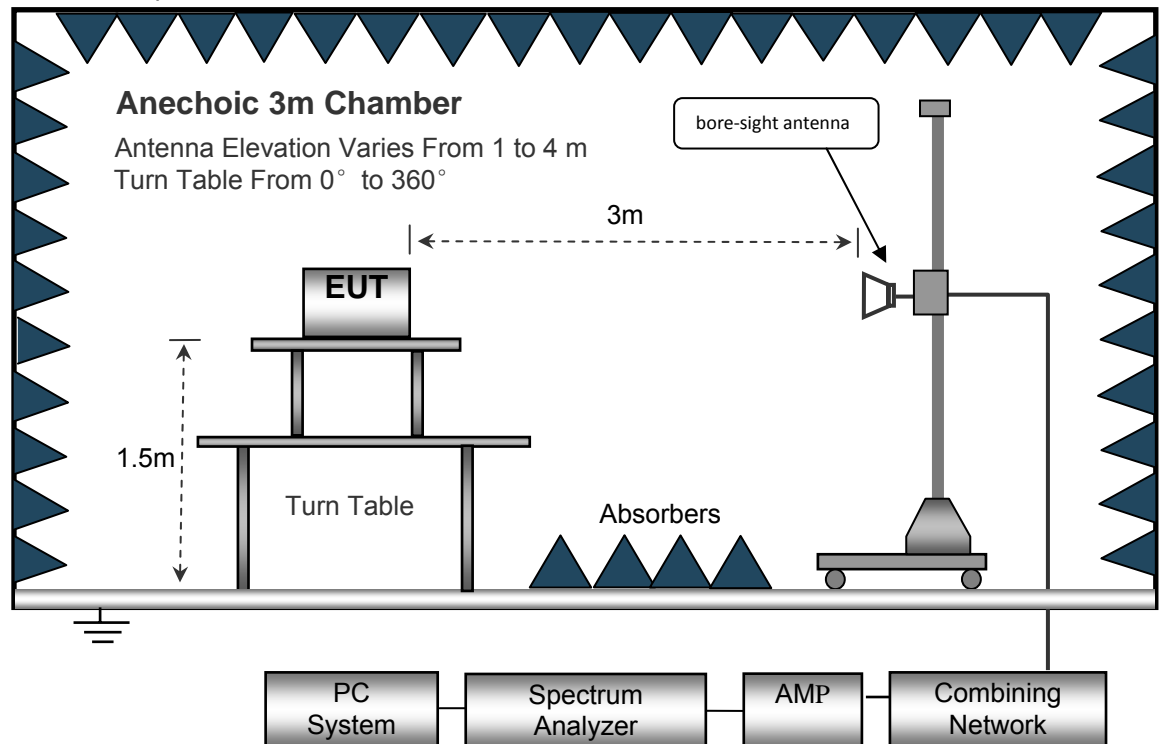 Anechoic 3m Chamber
Antenna Elevation Varies From 1 to 4 m
Turn Table From 0° to 360°
bore-sight antenna
3m
EUT
1.5m
Turn Table
Absorbers
PC
System
Spectrum
Analyzer
AMP
Combining
Network